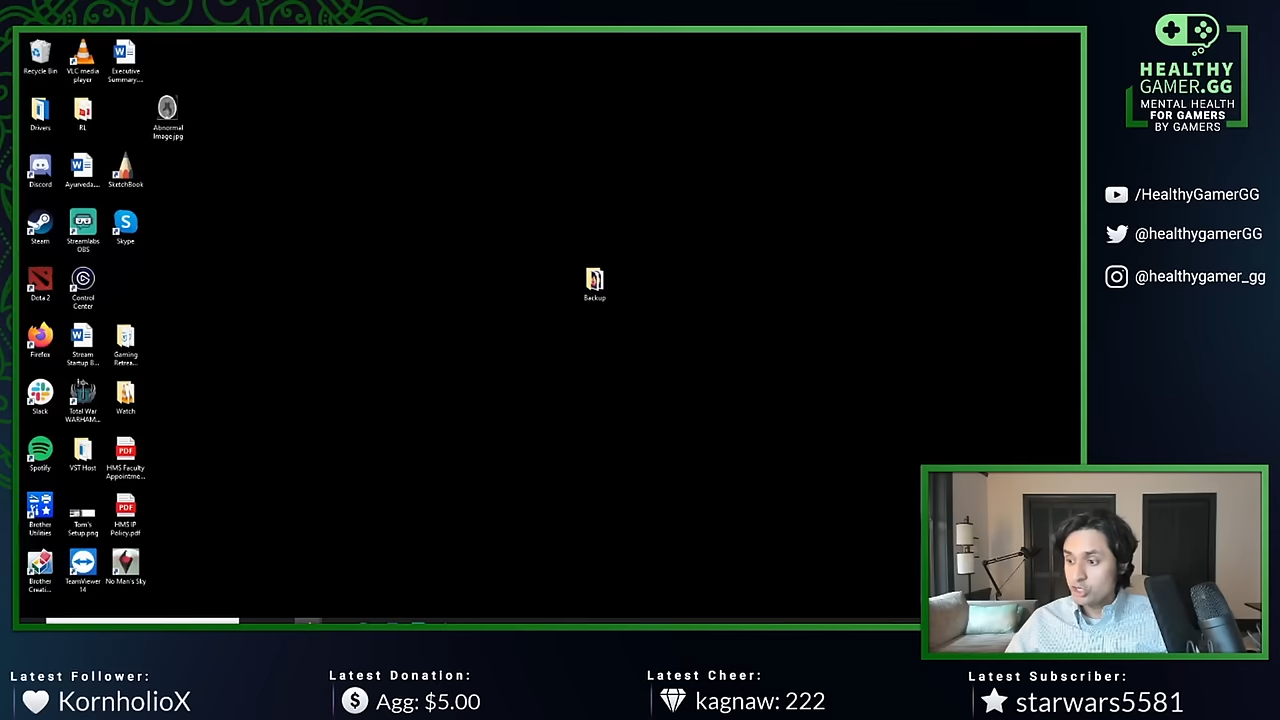 Recycle Bin
VLC media
player
Executive
Summary....
Drivers
RL
Abnormal
Image.jpg
Discord
Ayurveda....
SketchBook
Steam
Streamlabs
OBS
Skype
Dota 2
Control
Center
Backup
Firefox
Stream
Startup B...
Gaming
Retrea...
Slack
Total War
WARHAM...
Watch
Spotify
VST Host
HMS Faculty
Appointme...
Brother
Utilities
Tom's
Setup.png
HMS IP
Policy.pdf
Brother
Creati...
TeamViewer
14
No Man's Sky
W
W
S
W
PDF
PDF
HEALTHY
GAMER.GG
MENTAL HEALTH
FOR GAMERS
BY GAMERS
/HealthyGamerGG
@healthygamerGG
@healthygamer_gg
Latest Follower:
KornholioX
Latest Donation:
$ Agg: $5.00
Latest Cheer:
kagnaw: 222
Latest Subscriber:
starwars5581